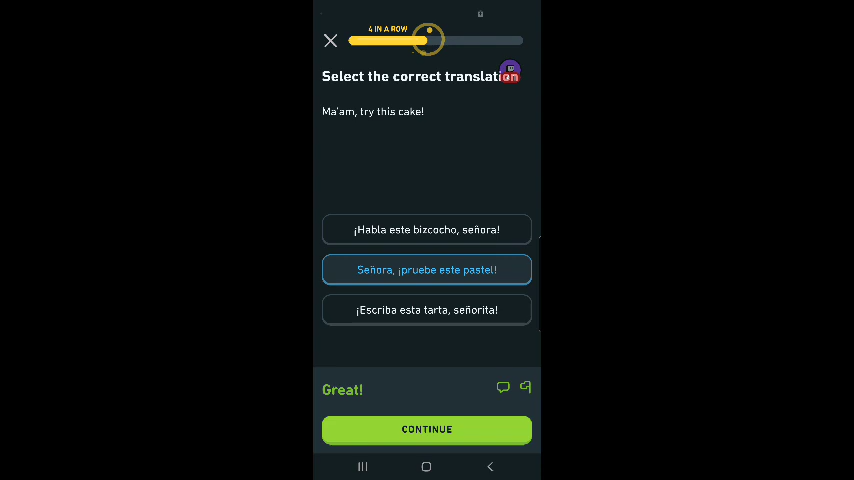 4 IN A ROW
Select the correct translation
Ma'am, try this cake!
¡Habla este bizcocho, señora!
Señora, ¡pruebe este pastel!
¡Escriba esta tarta, señorita!
Great!
CONTINUE